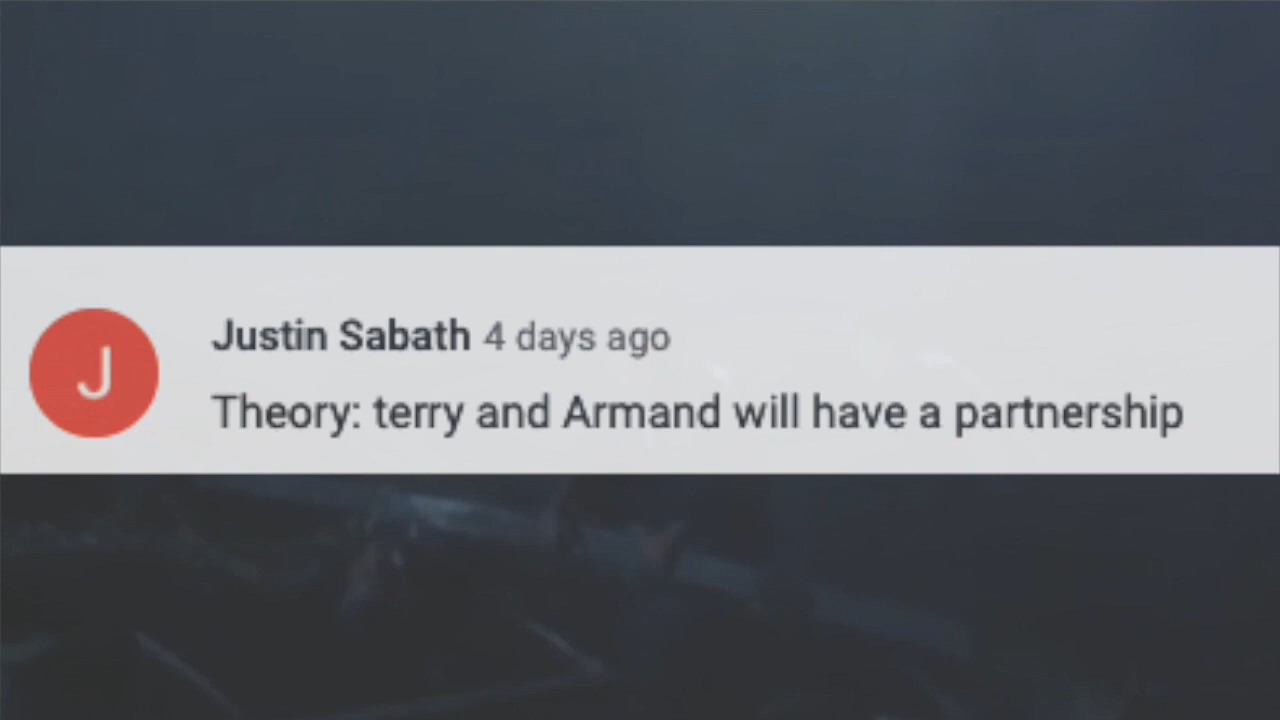 J
Justin Sabath 4 days ago
Theory: terry and Armand will have a partnership